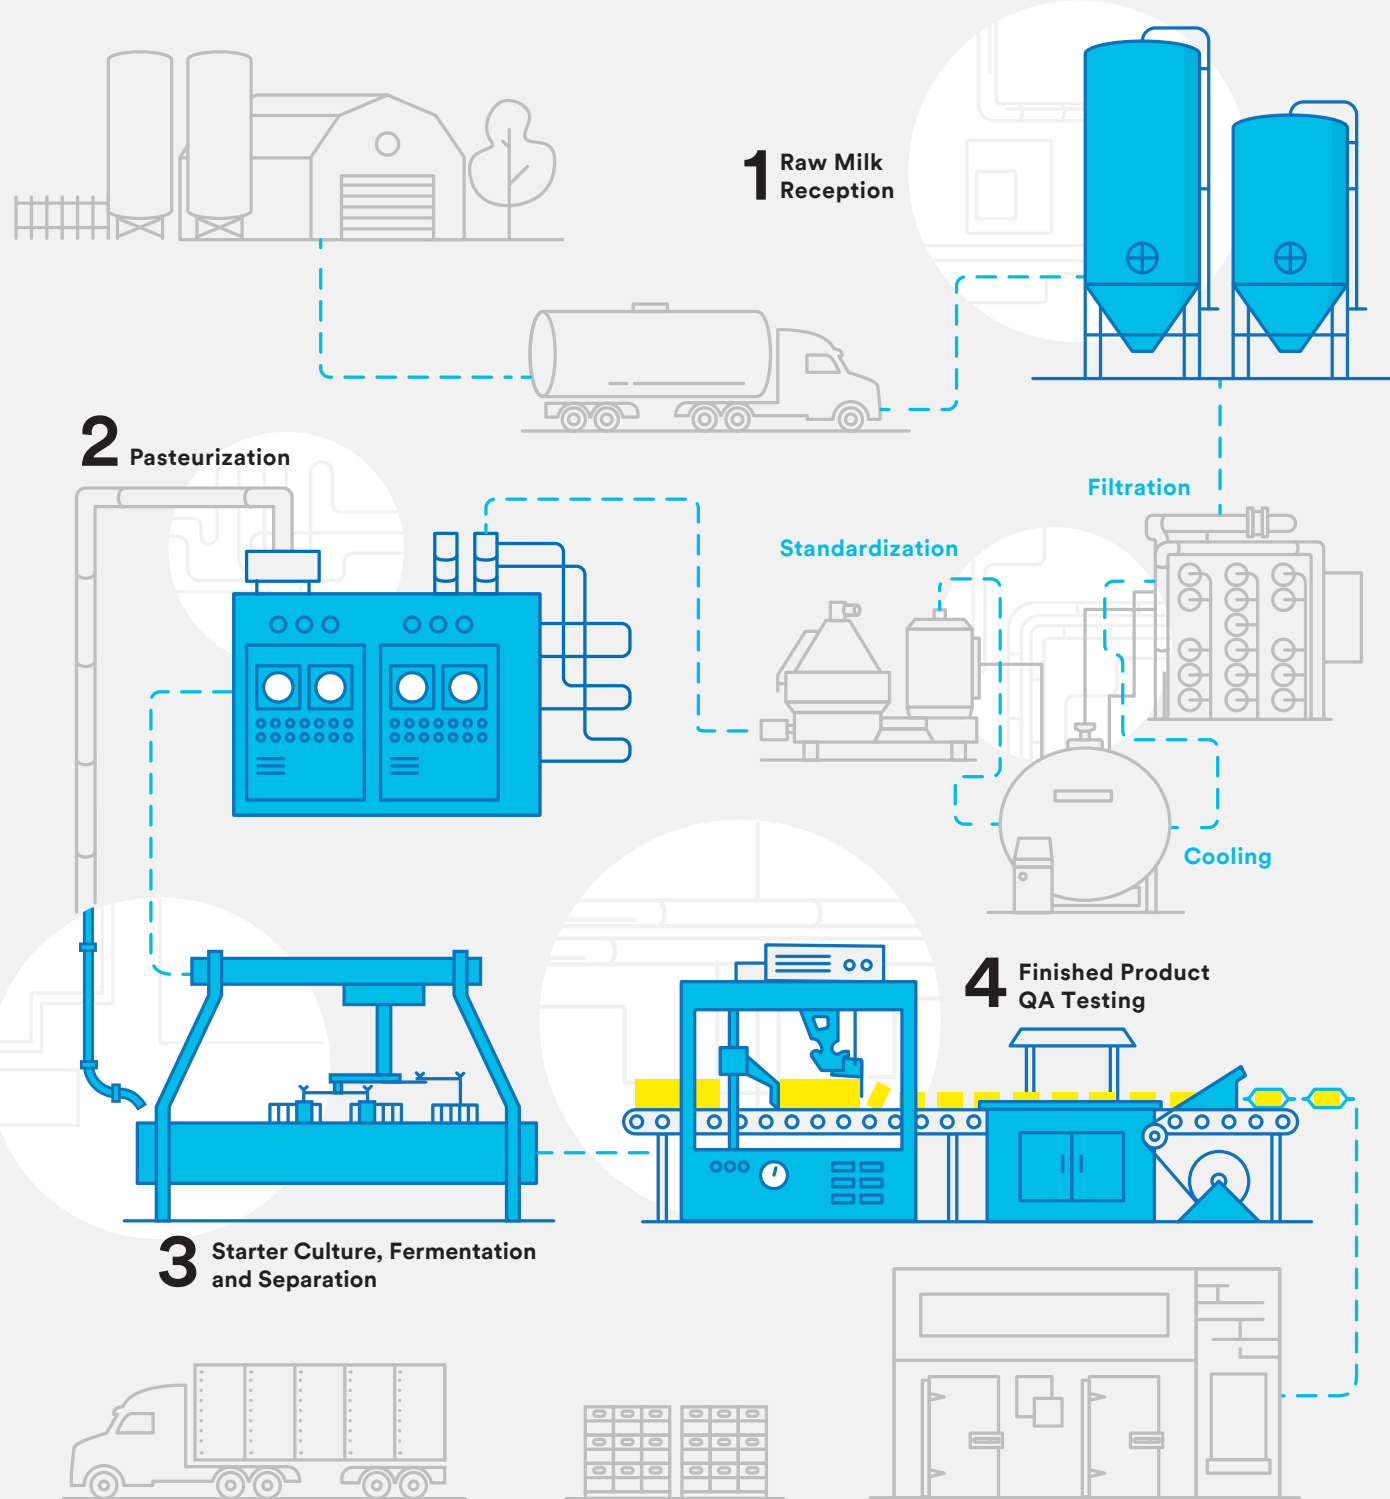 1 Raw Milk
Reception
2 Pasteurization
Filtration
Standardization
Cooling
4 Finished Product
QA Testing
3 Starter Culture, Fermentation
and Separation